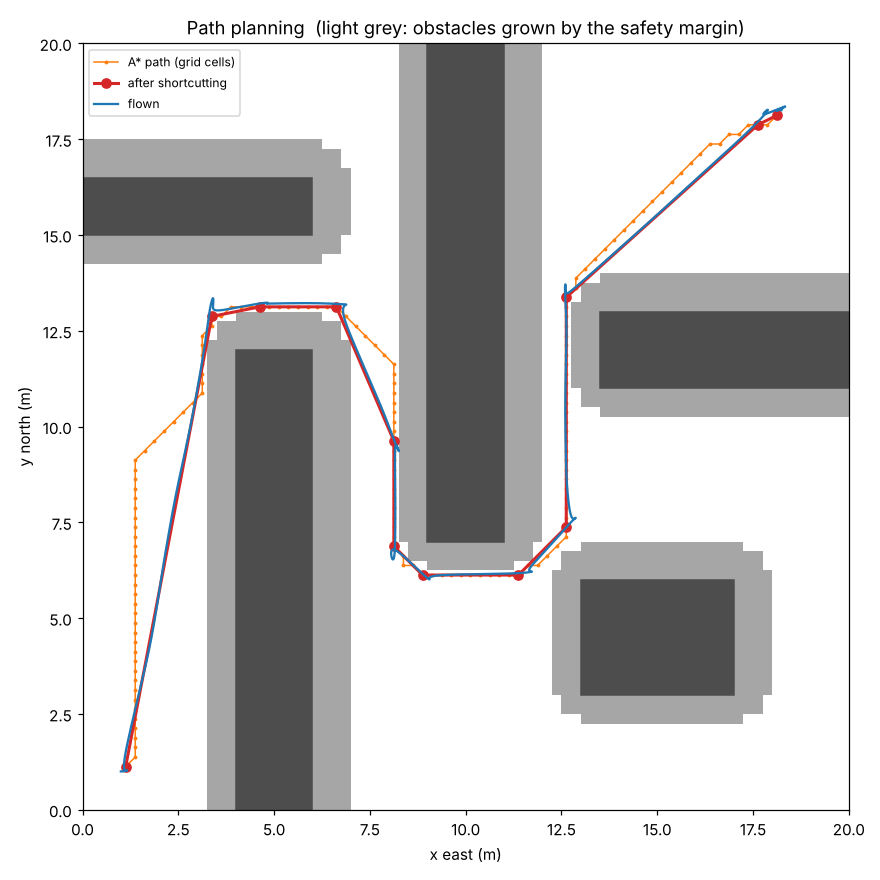 Path planning  (light grey: obstacles grown by the safety margin)
A* path (grid cells)
after shortcutting
flown
20.0
17.5
15.0
12.5
10.0
7.5
5.0
2.5
0.0
y north (m)
0.0 2.5 5.0 7.5 10.0 12.5 15.0 17.5 20.0
x east (m)